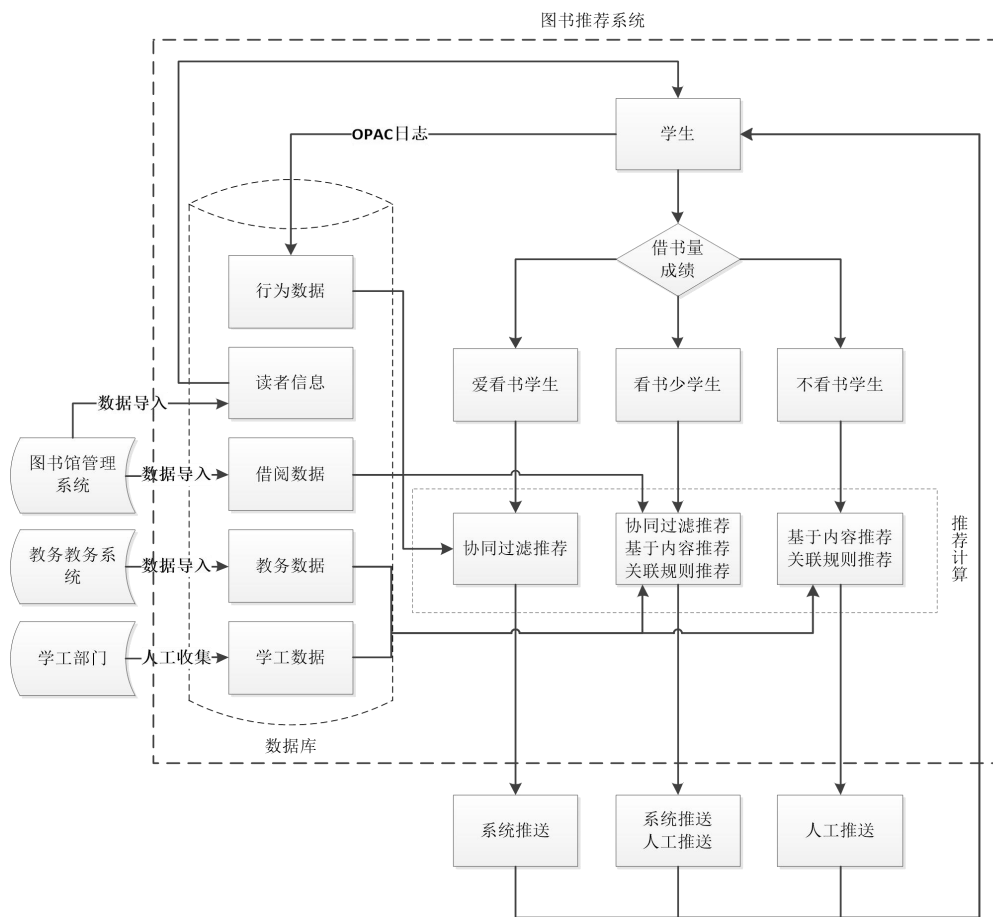 图书推荐系统
学生
OPAC日志
借书量
成绩
行为数据
读者信息
爱看书学生
看书少学生
不看书学生
数据导入
图书馆管理
系统
数据导入
借阅数据
协同过滤推荐
协同过滤推荐
基于内容推荐
关联规则推荐
基于内容推荐
关联规则推荐
推荐计算
教务教务系
统
数据导入
教务数据
学工部门
人工收集
学工数据
数据库
系统推送
系统推送
人工推送
人工推送